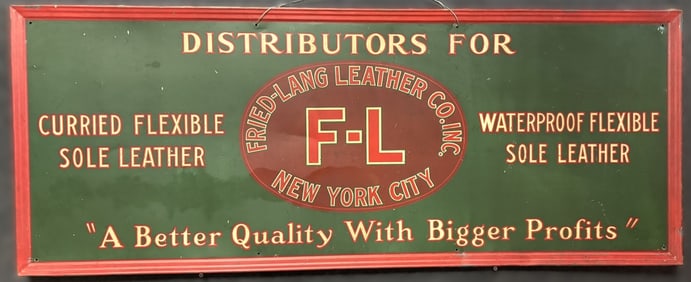 DISTRIBUTORS FOR
FRIED-LANG LEATHER CO. INC.
F-L
NEW YORK CITY
CURRIED FLEXIBLE
SOLE LEATHER
WATERPROOF FLEXIBLE
SOLE LEATHER
"A Better Quality With Bigger Profits"